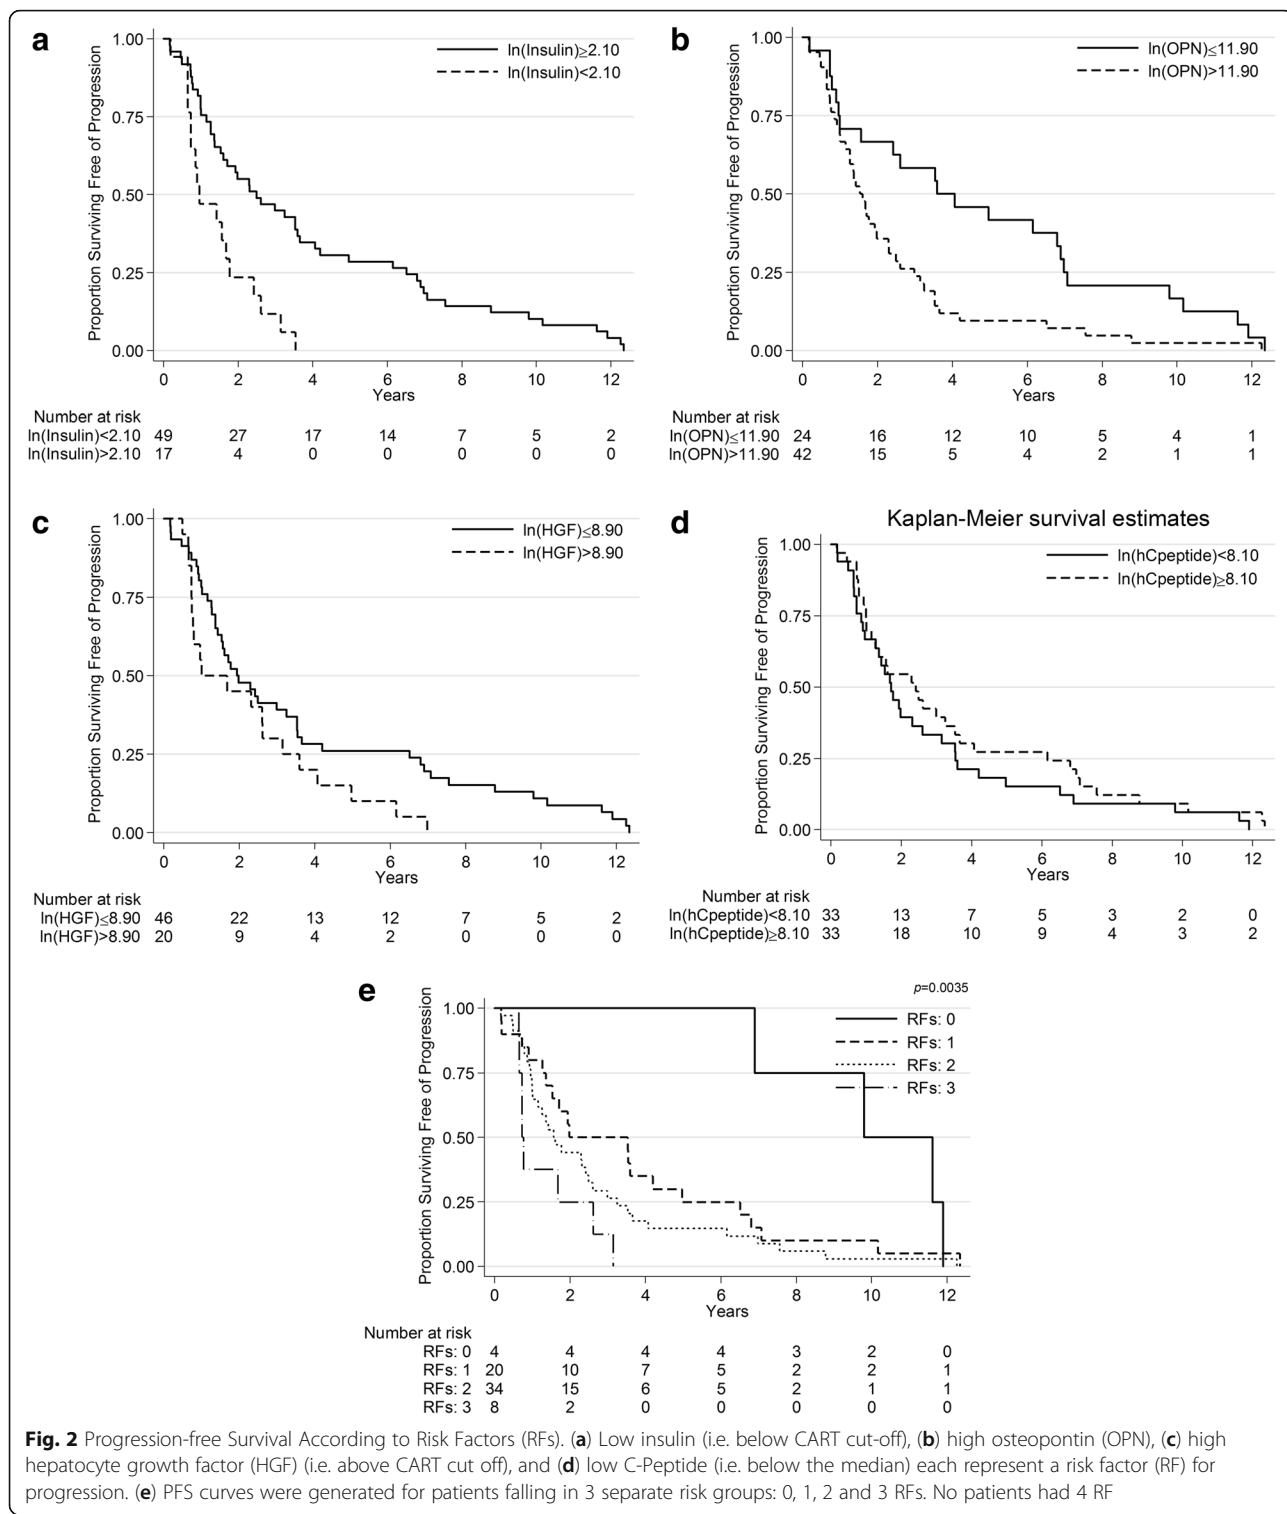 a
Proportion Surviving Free of Progression
1.00
0.75
0.50
0.25
0.00
ln(Insulin)≥2.10
ln(Insulin)<2.10
0 2 4 6 8 10 12
Years
Number at risk
ln(Insulin)<2.10 49 27 17 14 7 5 2
ln(Insulin)>2.10 17 4 0 0 0 0 0
b
Proportion Surviving Free of Progression
1.00
0.75
0.50
0.25
0.00
ln(OPN)≤11.90
ln(OPN)>11.90
0 2 4 6 8 10 12
Years
Number at risk
ln(OPN)≤11.90 24 16 12 10 5 4 1
ln(OPN)>11.90 42 15 5 4 2 1 1
c
Proportion Surviving Free of Progression
1.00
0.75
0.50
0.25
0.00
ln(HGF)≤8.90
ln(HGF)>8.90
0 2 4 6 8 10 12
Years
Number at risk
ln(HGF)≤8.90 46 22 13 12 7 5 2
ln(HGF)>8.90 20 9 4 2 0 0 0
d
Kaplan-Meier survival estimates
Proportion Surviving Free of Progression
1.00
0.75
0.50
0.25
0.00
ln(hCpeptide)<8.10
ln(hCpeptide)≥8.10
0 2 4 6 8 10 12
Years
Number at risk
ln(hCpeptide)<8.10 33 13 7 5 3 2 0
ln(hCpeptide)≥8.10 33 18 10 9 4 3 2
e
p=0.0035
Proportion Surviving Free of Progression
1.00
0.75
0.50
0.25
0.00
RFs: 0
RFs: 1
RFs: 2
RFs: 3
0 2 4 6 8 10 12
Years
Number at risk
RFs: 0 4 4 4 4 3 2 0
RFs: 1 20 10 7 5 2 2 1
RFs: 2 34 15 6 5 2 1 1
RFs: 3 8 2 0 0 0 0 0
Fig. 2 Progression-free Survival According to Risk Factors (RFs). (a) Low insulin (i.e. below CART cut-off), (b) high osteopontin (OPN), (c) high
hepatocyte growth factor (HGF) (i.e. above CART cut off), and (d) low C-Peptide (i.e. below the median) each represent a risk factor (RF) for
progression. (e) PFS curves were generated for patients falling in 3 separate risk groups: 0, 1, 2 and 3 RFs. No patients had 4 RF